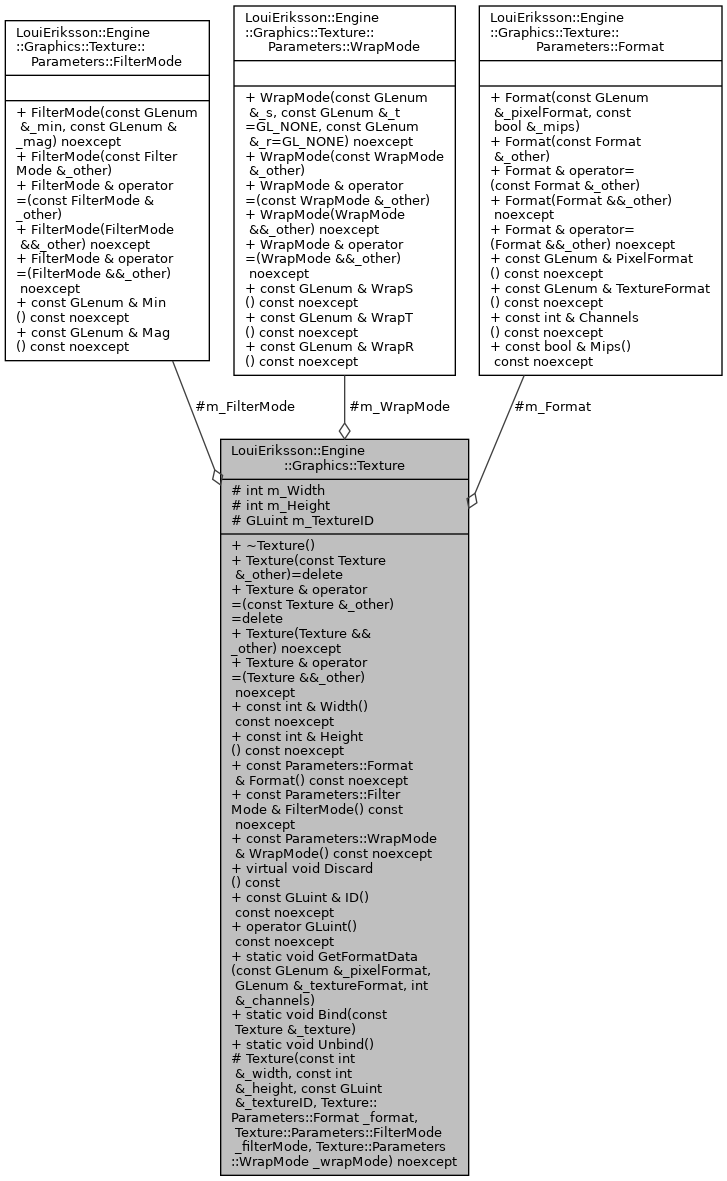 LouiEriksson::Engine
::Graphics::Texture::
Parameters::FilterMode
+ FilterMode(const GLenum
&_min, const GLenum &
_mag) noexcept
+ FilterMode(const Filter
Mode &_other)
+ FilterMode & operator
=(const FilterMode &
_other)
+ FilterMode(FilterMode
&&_other) noexcept
+ FilterMode & operator
=(FilterMode &&_other)
noexcept
+ const GLenum & Min
() const noexcept
+ const GLenum & Mag
() const noexcept
LouiEriksson::Engine
::Graphics::Texture::
Parameters::WrapMode
+ WrapMode(const GLenum
&_s, const GLenum &_t
=GL_NONE, const GLenum
&_r=GL_NONE) noexcept
+ WrapMode(const WrapMode
&_other)
+ WrapMode & operator
=(const WrapMode &_other)
+ WrapMode(WrapMode
&&_other) noexcept
+ WrapMode & operator
=(WrapMode &&_other)
noexcept
+ const GLenum & WrapS
() const noexcept
+ const GLenum & WrapT
() const noexcept
+ const GLenum & WrapR
() const noexcept
LouiEriksson::Engine
::Graphics::Texture::
Parameters::Format
+ Format(const GLenum
&_pixelFormat, const
bool &_mips)
+ Format(const Format
&_other)
+ Format & operator=
(const Format &_other)
+ Format(Format &&_other)
noexcept
+ Format & operator=
(Format &&_other) noexcept
+ const GLenum & PixelFormat
() const noexcept
+ const GLenum & TextureFormat
() const noexcept
+ const int & Channels
() const noexcept
+ const bool & Mips()
const noexcept
#m_FilterMode
#m_WrapMode
#m_Format
LouiEriksson::Engine
::Graphics::Texture
# int m_Width
# int m_Height
# GLuint m_TextureID
+ ~Texture()
+ Texture(const Texture
&_other)=delete
+ Texture & operator
=(const Texture &_other)
=delete
+ Texture(Texture &&
_other) noexcept
+ Texture & operator
=(Texture &&_other)
noexcept
+ const int & Width()
const noexcept
+ const int & Height
() const noexcept
+ const Parameters::Format
& Format() const noexcept
+ const Parameters::Filter
Mode & FilterMode() const
noexcept
+ const Parameters::WrapMode
& WrapMode() const noexcept
+ virtual void Discard
() const
+ const GLuint & ID()
const noexcept
+ operator GLuint()
const noexcept
+ static void GetFormatData
(const GLenum &_pixelFormat,
GLenum &_textureFormat, int
&_channels)
+ static void Bind(const
Texture &_texture)
+ static void Unbind()
# Texture(const int
&_width, const int
&_height, const GLuint
&_textureID, Texture::
Parameters::Format _format,
Texture::Parameters::FilterMode
_filterMode, Texture::Parameters
::WrapMode _wrapMode) noexcept